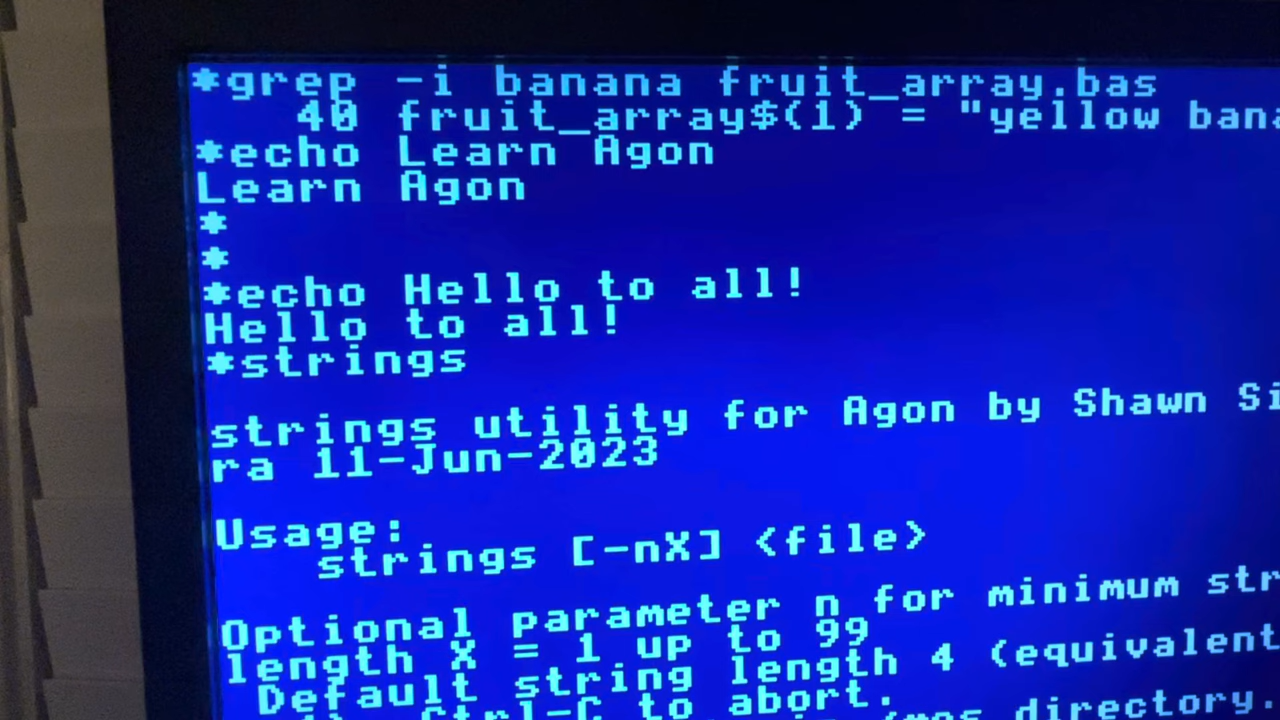 *grep -i banana fruit_array.bas
40 fruit_array$(1) = "yellow bana
*echo Learn Agon
Learn Agon
*
*
*echo Hello to all!
Hello to all!
*strings
strings utility for Agon by Shawn Si
ra 11-Jun-2023
Usage:
strings [-nX] <file>
Optional parameter n for minimum str
length X = 1 up to 99
Default string length 4 (equivalent
Ctrl-C to abort.
directory.